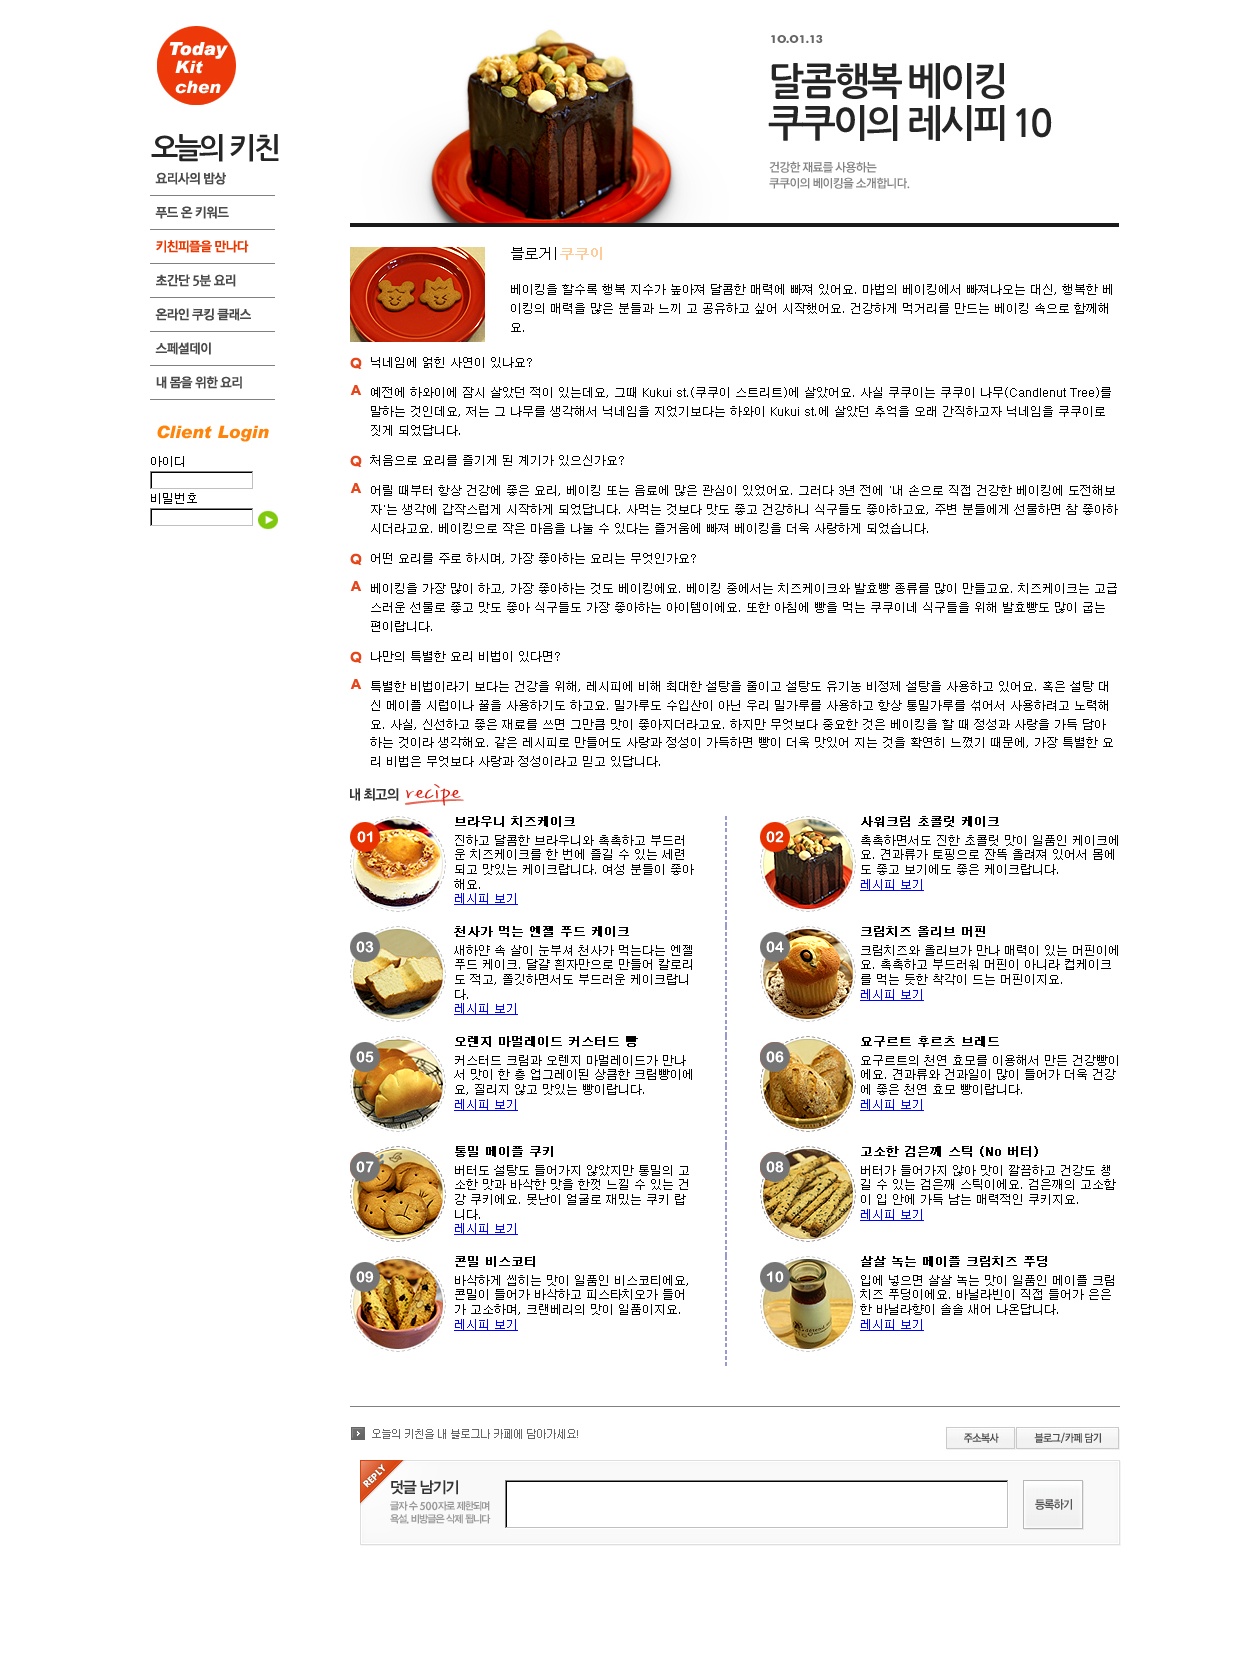 Today
Kit
chen
오늘의 키친
요리사의 밥상
푸드 온 키워드
키친피플을 만나다
초간단 5분 요리
온라인 쿠킹 클래스
스페셜데이
내 몸을 위한 요리
Client Login
아이디
비밀번호
10.01.13
달콤행복 베이킹
쿠쿠이의 레시피 10
건강한 재료를 사용하는
쿠쿠이의 베이킹을 소개합니다.
블로거| 쿠쿠이
베이킹을 할수록 행복 지수가 높아져 달콤한 매력에 빠져 있어요. 마법의 베이킹에서 빠져나오는 대신, 행복한 베
이킹의 매력을 많은 분들과 느끼 고 공유하고 싶어 시작했어요. 건강하게 먹거리를 만드는 베이킹 속으로 함께해
요.
Q 닉네임에 얽힌 사연이 있나요?
A 예전에 하와이에 잠시 살았던 적이 있는데요, 그때 Kukui st.(쿠쿠이 스트리트)에 살았어요. 사실 쿠쿠이는 쿠쿠이 나무(Candlenut Tree)를
말하는 것인데요, 저는 그 나무를 생각해서 닉네임을 지었기보다는 하와이 Kukui st.에 살았던 추억을 오래 간직하고자 닉네임을 쿠쿠이로
짓게 되었답니다.
Q 처음으로 요리를 즐기게 된 계기가 있으신가요?
A 어릴 때부터 항상 건강에 좋은 요리, 베이킹 또는 음료에 많은 관심이 있었어요. 그러다 3년 전에 '내 손으로 직접 건강한 베이킹에 도전해보
자'는 생각에 갑작스럽게 시작하게 되었답니다. 사먹는 것보다 맛도 좋고 건강하니 식구들도 좋아하고요, 주변 분들에게 선물하면 참 좋아하
시더라고요. 베이킹으로 작은 마음을 나눌 수 있다는 즐거움에 빠져 베이킹을 더욱 사랑하게 되었습니다.
Q 어떤 요리를 주로 하시며, 가장 좋아하는 요리는 무엇인가요?
A 베이킹을 가장 많이 하고, 가장 좋아하는 것도 베이킹에요. 베이킹 중에서는 치즈케이크와 발효빵 종류를 많이 만들고요. 치즈케이크는 고급
스러운 선물로 좋고 맛도 좋아 식구들도 가장 좋아하는 아이템이에요. 또한 아침에 빵을 먹는 쿠쿠이네 식구들을 위해 발효빵도 많이 굽는
편이랍니다.
Q 나만의 특별한 요리 비법이 있다면?
A 특별한 비법이라기 보다는 건강을 위해, 레시피에 비해 최대한 설탕을 줄이고 설탕도 유기농 비정제 설탕을 사용하고 있어요. 혹은 설탕 대
신 메이플 시럽이나 꿀을 사용하기도 하고요. 밀가루도 수입산이 아닌 우리 밀가루를 사용하고 항상 통밀가루를 섞어서 사용하려고 노력해
요. 사실, 신선하고 좋은 재료를 쓰면 그만큼 맛이 좋아지더라고요. 하지만 무엇보다 중요한 것은 베이킹을 할 때 정성과 사랑을 가득 담아
하는 것이라 생각해요. 같은 레시피로 만들어도 사랑과 정성이 가득하면 빵이 더욱 맛있어 지는 것을 확연히 느꼈기 때문에, 가장 특별한 요
리 비법은 무엇보다 사랑과 정성이라고 믿고 있답니다.
내 최고의 recipe
01
브라우니 치즈케이크
진하고 달콤한 브라우니와 촉촉하고 부드러
운 치즈케이크를 한 번에 즐길 수 있는 세련
되고 맛있는 케이크랍니다. 여성 분들이 좋아
해요.
레시피 보기
02
사워크림 초콜릿 케이크
촉촉하면서도 진한 초콜릿 맛이 일품인 케이크에
요. 견과류가 토핑으로 잔뜩 올려져 있어서 몸에
도 좋고 보기에도 좋은 케이크랍니다.
레시피 보기
03
천사가 먹는 엔젤 푸드 케이크
새하얀 속 살이 눈부셔 천사가 먹는다는 엔젤
푸드 케이크. 달걀 흰자만으로 만들어 칼로리
도 적고, 쫄깃하면서도 부드러운 케이크랍니
다.
레시피 보기
04
크림치즈 올리브 머핀
크림치즈와 올리브가 만나 매력이 있는 머핀이에
요. 촉촉하고 부드러워 머핀이 아니라 컵케이크
를 먹는 듯한 착각이 드는 머핀이지요.
레시피 보기
05
오렌지 마멀레이드 커스터드 빵
커스터드 크림과 오렌지 마멀레이드가 만나
서 맛이 한 층 업그레이된 상큼한 크림빵이에
요, 질리지 않고 맛있는 빵이랍니다.
레시피 보기
06
요구르트 후르츠 브레드
요구르트의 천연 효모를 이용해서 만든 건강빵이
에요. 견과류와 건과일이 많이 들어가 더욱 건강
에 좋은 천연 효모 빵이랍니다.
레시피 보기
07
통밀 메이플 쿠키
버터도 설탕도 들어가지 않았지만 통밀의 고
소한 맛과 바삭한 맛을 한껏 느낄 수 있는 건
강 쿠키에요. 못난이 얼굴로 재밌는 쿠키 랍
니다.
레시피 보기
08
고소한 검은깨 스틱 (No 버터)
버터가 들어가지 않아 맛이 깔끔하고 건강도 챙
길 수 있는 검은깨 스틱이에요. 검은깨의 고소함
이 입 안에 가득 남는 매력적인 쿠키지요.
레시피 보기
09
콘밀 비스코티
바삭하게 씹히는 맛이 일품인 비스코티에요,
콘밀이 들어가 바삭하고 피스타치오가 들어
가 고소하며, 크랜베리의 맛이 일품이지요.
레시피 보기
10
살살 녹는 메이플 크림치즈 푸딩
입에 넣으면 살살 녹는 맛이 일품인 메이플 크림
치즈 푸딩이에요. 바닐라빈이 직접 들어가 은은
한 바닐라향이 솔솔 새어 나온답니다.
레시피 보기
오늘의 키친을 내 블로그나 카페에 담아가세요!
주소복사
블로그/카페 담기
REPLY
덧글 남기기
글자 수 500자로 제한되며
욕설, 비방글은 삭제 됩니다
등록하기